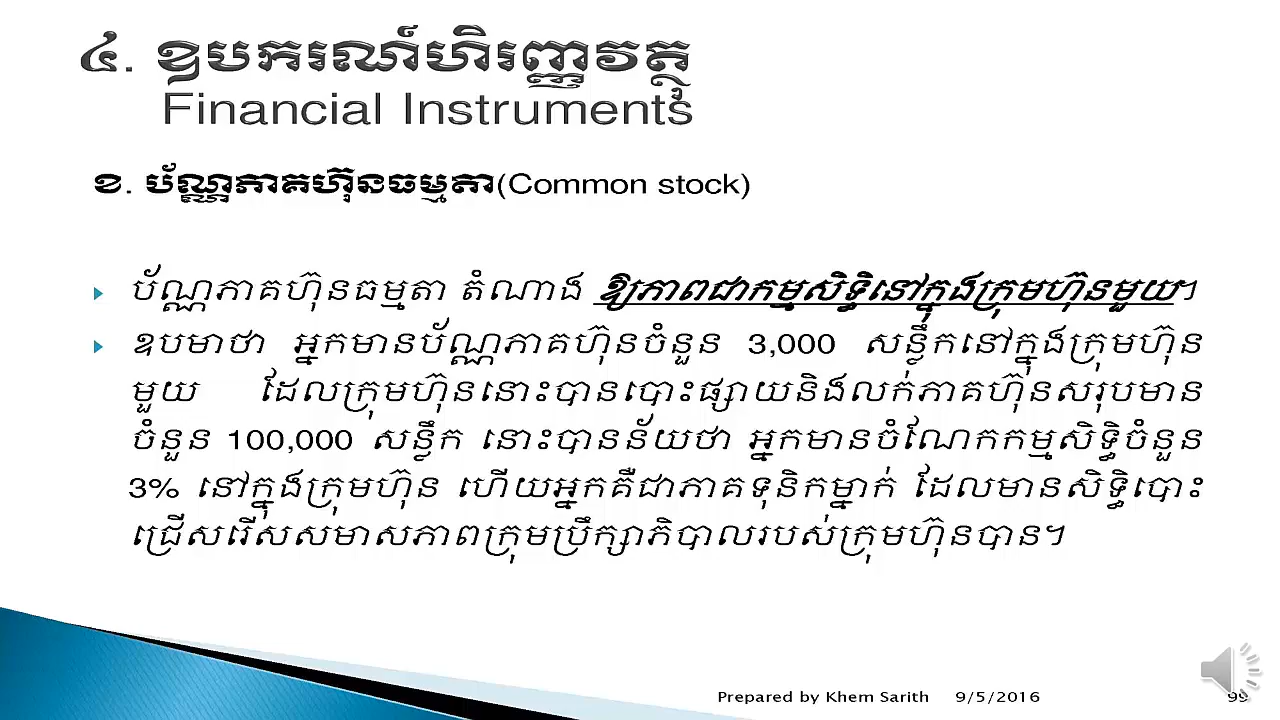 ៤. ឧបករណ៍ហិរញ្ញវត្ថុ
Financial Instruments
ខ. ប័ណ្ណភាគហ៊ុនធម្មតា(Common stock)
ប័ណ្ណភាគហ៊ុនធម្មតា តំណាង ឱ្យភាពជាកម្មសិទ្ធិនៅក្នុងក្រុមហ៊ុនមួយ។
ឧបមាថា អ្នកមានប័ណ្ណភាគហ៊ុនចំនួន 3,000 សន្លឹកនៅក្នុងក្រុមហ៊ុន
មួយ ដែលក្រុមហ៊ុននោះបានបោះផ្សាយនិងលក់ភាគហ៊ុនសរុបមាន
ចំនួន 100,000 សន្លឹក នោះបានន័យថា អ្នកមានចំណែកកម្មសិទ្ធិចំនួន
3% នៅក្នុងក្រុមហ៊ុន ហើយអ្នកគឺជាភាគទុនិកម្នាក់ ដែលមានសិទ្ធិបោះ
ជ្រើសរើសសមាសភាពក្រុមប្រឹក្សាភិបាលរបស់ក្រុមហ៊ុនបាន។
Prepared by Khem Sarith 9/5/2016 99